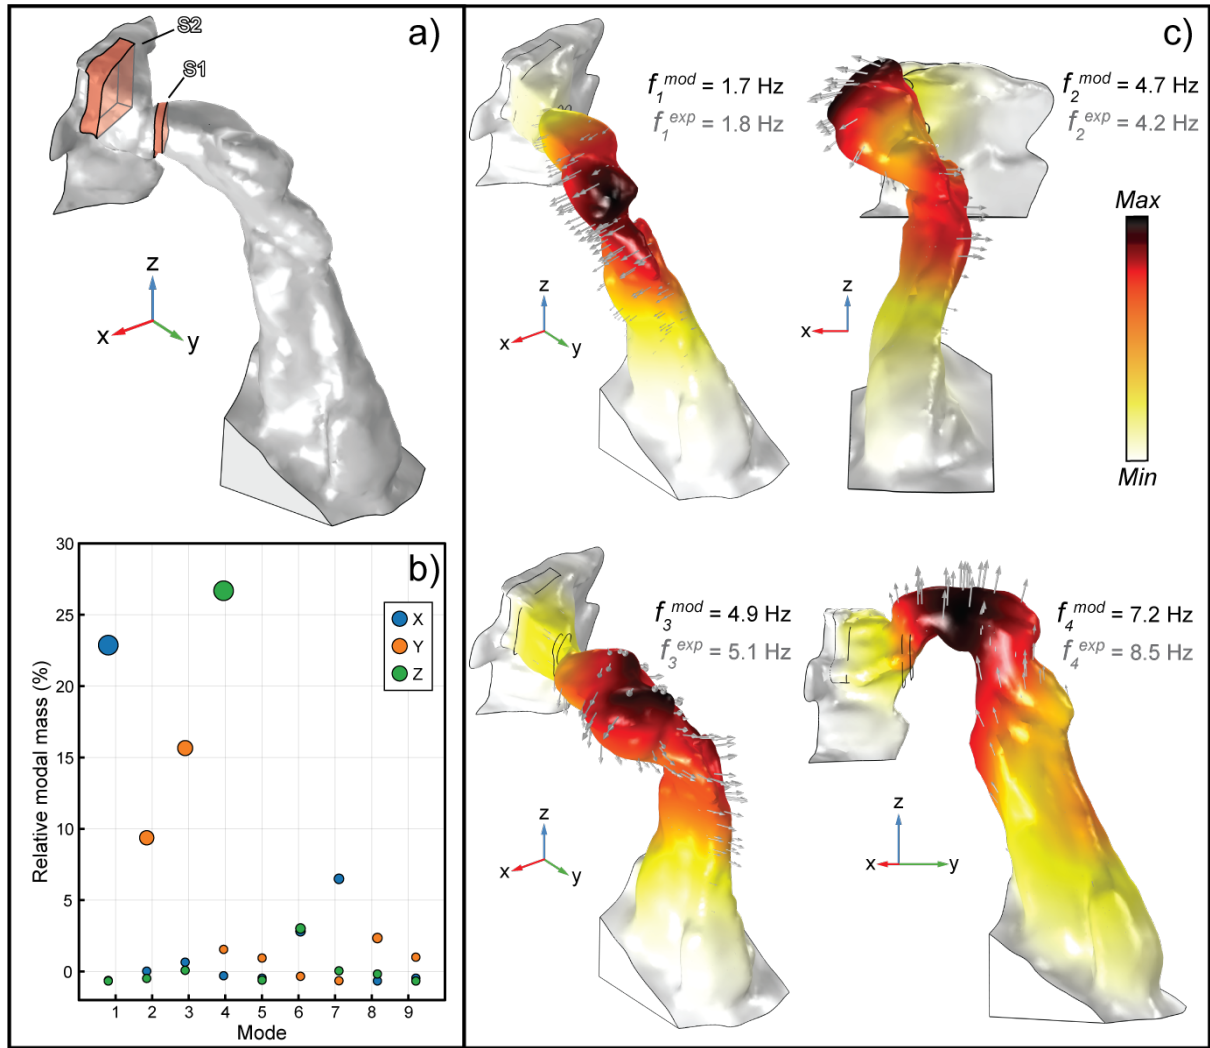 a)
S2
S1
z
x
y
b)
30
25
20
15
10
5
0
Relative modal mass (%)
X
Y
Z
1 2 3 4 5 6 7 8 9
Mode
c)
f₁ᵐᵒᵈ = 1.7 Hz
f₁ᵉˣᵖ = 1.8 Hz
z
x
y
f₂ᵐᵒᵈ = 4.7 Hz
f₂ᵉˣᵖ = 4.2 Hz
z
x
Max
Min
f₃ᵐᵒᵈ = 4.9 Hz
f₃ᵉˣᵖ = 5.1 Hz
z
x
y
f₄ᵐᵒᵈ = 7.2 Hz
f₄ᵉˣᵖ = 8.5 Hz
z
x
y